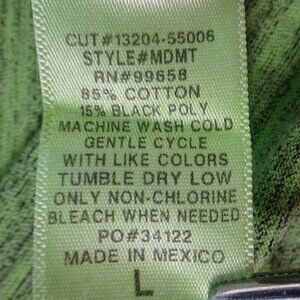 CUT#13204-55006
STYLE#MDMT
RN#99658
85% COTTON
15% BLACK POLY
MACHINE WASH COLD
GENTLE CYCLE
WITH LIKE COLORS
TUMBLE DRY LOW
ONLY NON-CHLORINE
BLEACH WHEN NEEDED
PO#34122
MADE IN MEXICO
L